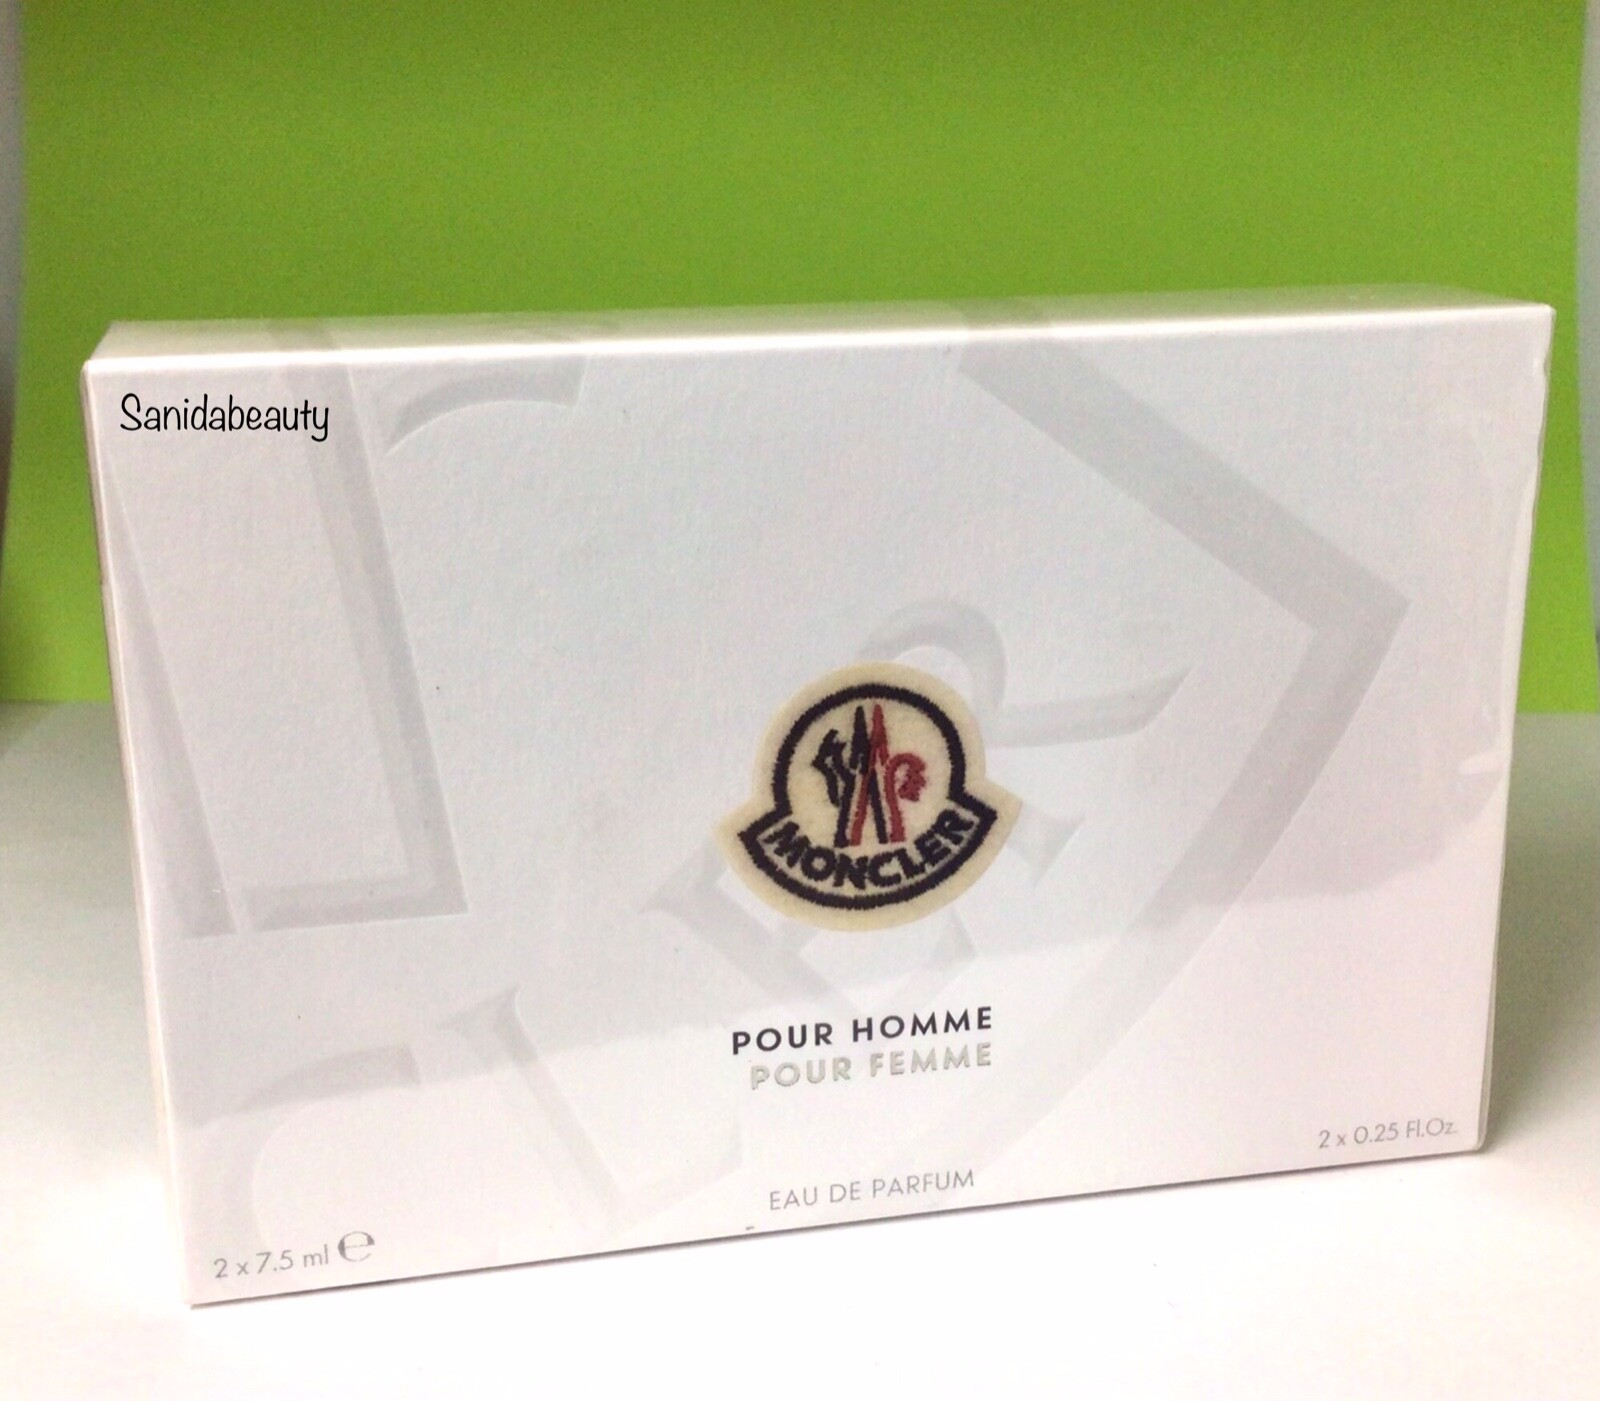 Sanidabeauty
MONCLER
POUR HOMME
POUR FEMME
2 x 0.25 Fl.Oz.
EAU DE PARFUM
2 x 7.5 ml ℮